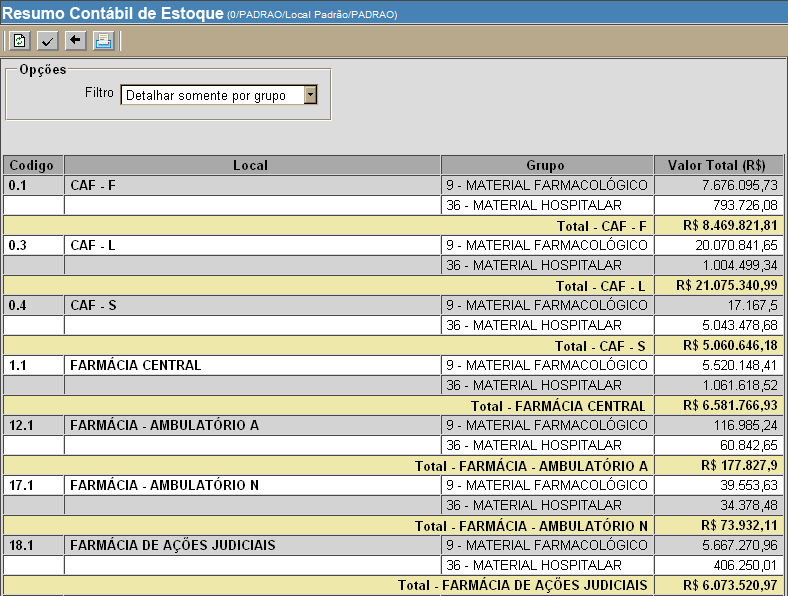 Resumo Contábil de Estoque (0/PADRAO/Local Padrão/PADRAO)
Opções
Filtro Detalhar somente por grupo
Codigo Local Grupo Valor Total (R$)
0.1 CAF - F 9 - MATERIAL FARMACOLÓGICO 7.676.095,73
36 - MATERIAL HOSPITALAR 793.726,08
Total - CAF - F R$ 8.469.821,81
0.3 CAF - L 9 - MATERIAL FARMACOLÓGICO 20.070.841,65
36 - MATERIAL HOSPITALAR 1.004.499,34
Total - CAF - L R$ 21.075.340,99
0.4 CAF - S 9 - MATERIAL FARMACOLÓGICO 17.167,5
36 - MATERIAL HOSPITALAR 5.043.478,68
Total - CAF - S R$ 5.060.646,18
1.1 FARMÁCIA CENTRAL 9 - MATERIAL FARMACOLÓGICO 5.520.148,41
36 - MATERIAL HOSPITALAR 1.061.618,52
Total - FARMÁCIA CENTRAL R$ 6.581.766,93
12.1 FARMÁCIA - AMBULATÓRIO A 9 - MATERIAL FARMACOLÓGICO 116.985,24
36 - MATERIAL HOSPITALAR 60.842,65
Total - FARMÁCIA - AMBULATÓRIO A R$ 177.827,9
17.1 FARMÁCIA - AMBULATÓRIO N 9 - MATERIAL FARMACOLÓGICO 39.553,63
36 - MATERIAL HOSPITALAR 34.378,48
Total - FARMÁCIA - AMBULATÓRIO N R$ 73.932,11
18.1 FARMÁCIA DE AÇÕES JUDICIAIS 9 - MATERIAL FARMACOLÓGICO 5.667.270,96
36 - MATERIAL HOSPITALAR 406.250,01
Total - FARMÁCIA DE AÇÕES JUDICIAIS R$ 6.073.520,97